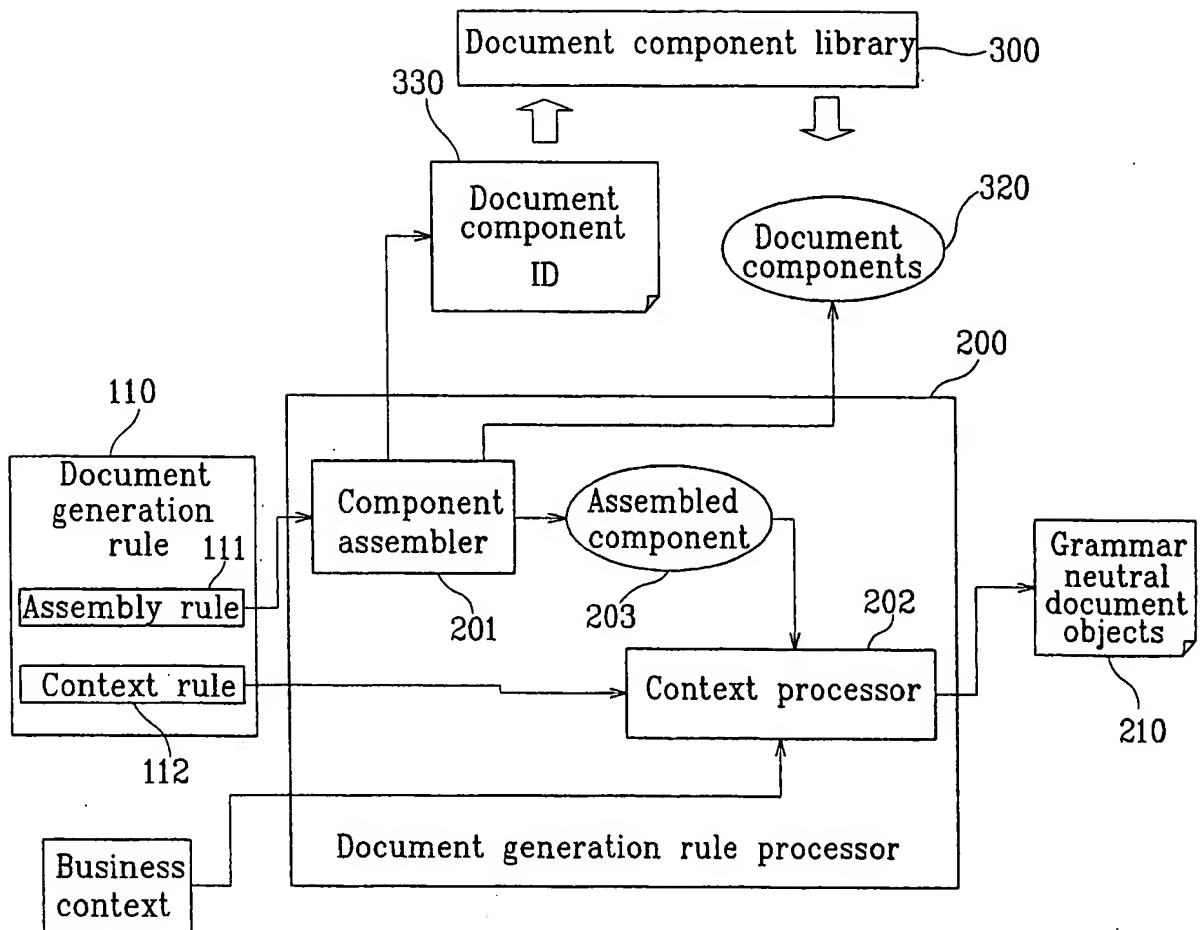 Document component library
300
330
Document
component
ID
320
Document
components
200
110
Document
generation
rule
111
Assembly rule
Context rule
112
Component
assembler
201
Assembled
component
203
202
Context processor
Grammar
neutral
document
objects
210
Document generation rule processor
Business
context